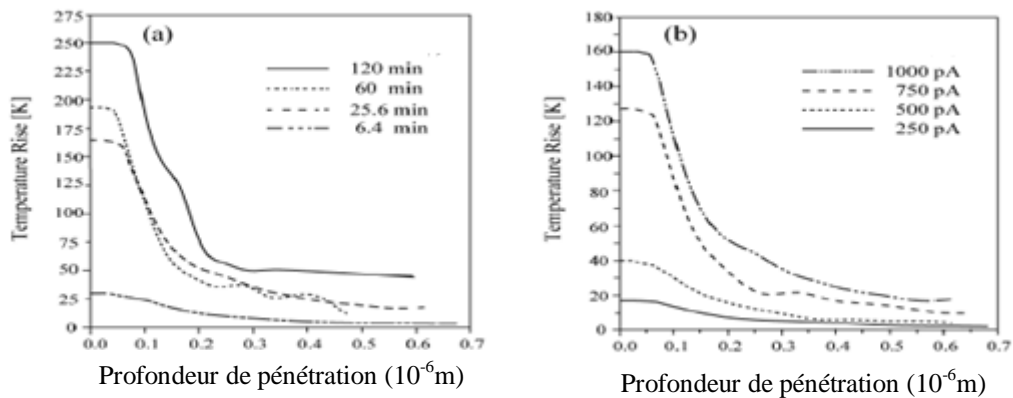 (a)
Temperature Rise [K]
275
250
225
200
175
150
125
100
75
50
25
0
120 min
60 min
25.6 min
6.4 min
0.0 0.1 0.2 0.3 0.4 0.5 0.6 0.7
Profondeur de pénétration (10⁻⁶m)
(b)
Temperature Rise [K]
180
160
140
120
100
80
60
40
20
0
1000 pA
750 pA
500 pA
250 pA
0.0 0.1 0.2 0.3 0.4 0.5 0.6 0.7
Profondeur de pénétration (10⁻⁶m)